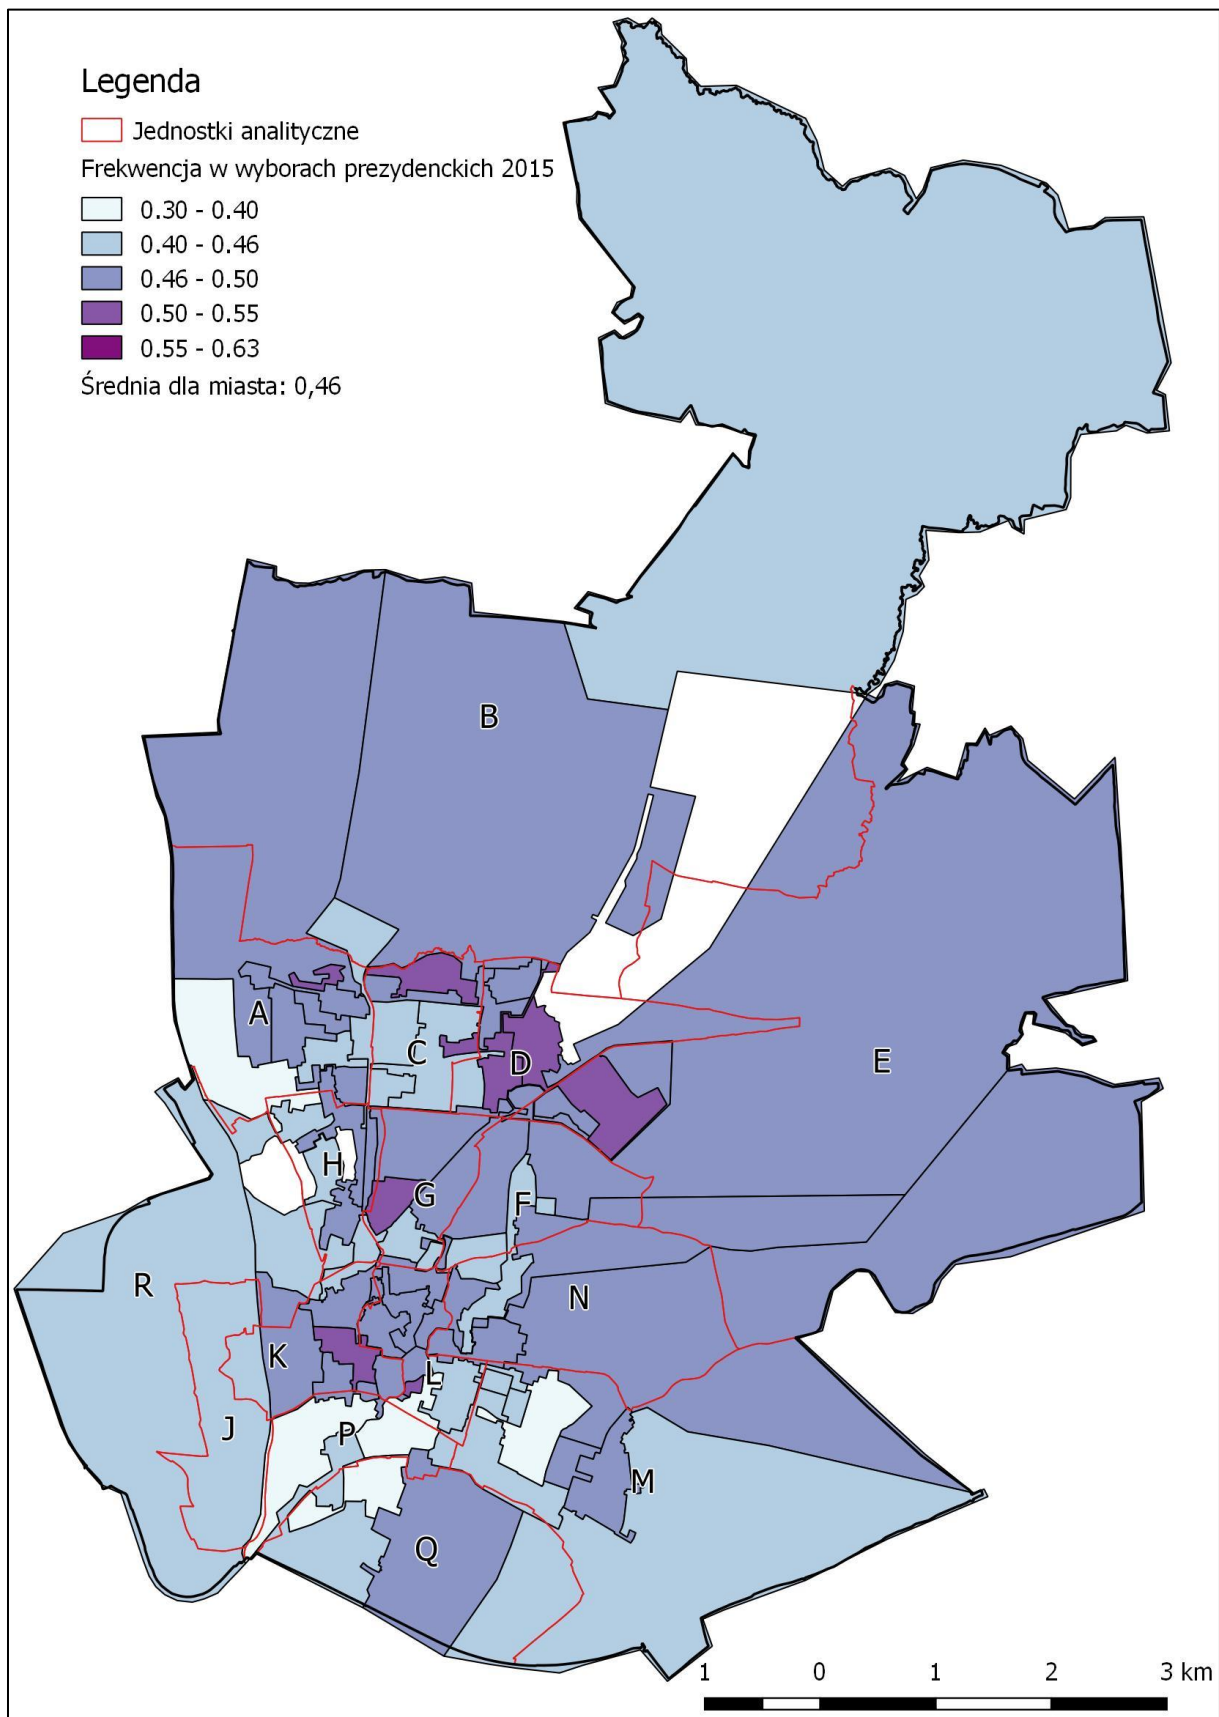 Legenda
Jednostki analityczne
Frekwencja w wyborach prezydenckich 2015
0.30 - 0.40
0.40 - 0.46
0.46 - 0.50
0.50 - 0.55
0.55 - 0.63
Średnia dla miasta: 0,46
B
A
C
D
E
H
G
F
R
N
K
L
J
P
M
Q
1 0 1 2 3 km